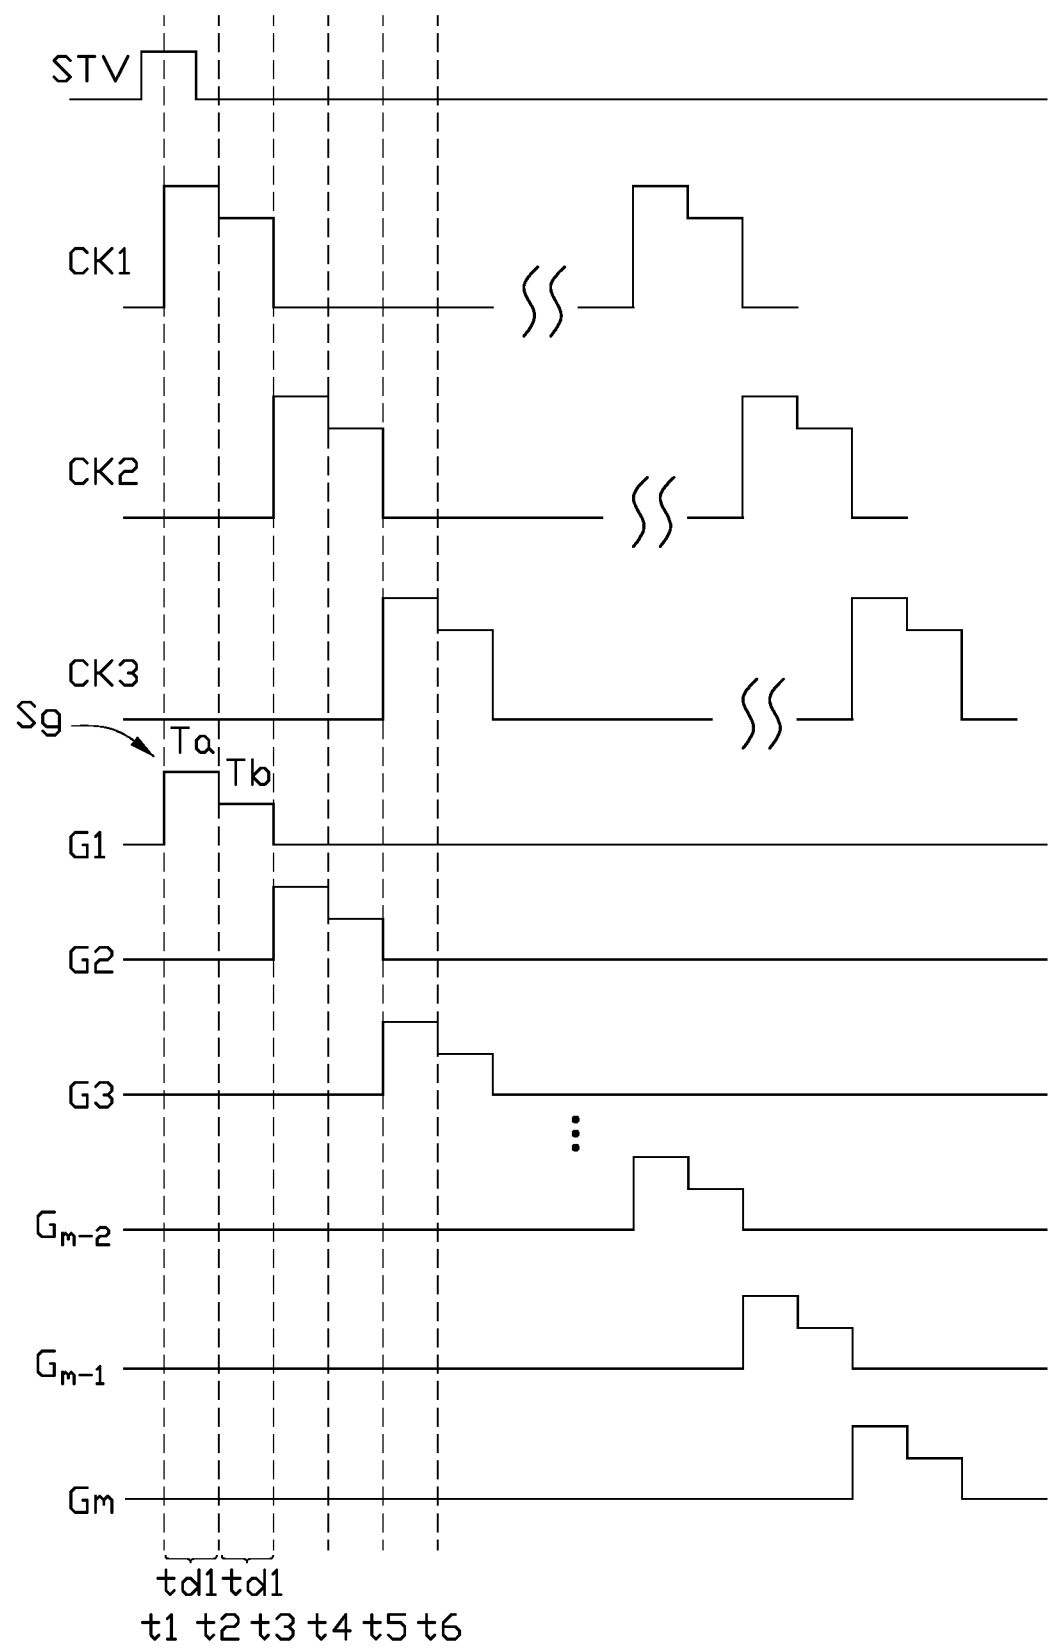 STV
CK1
CK2
CK3
Sg
Ta
Tb
G1
G2
G3
Gm-2
Gm-1
Gm
td1 td1
t1 t2 t3 t4 t5 t6